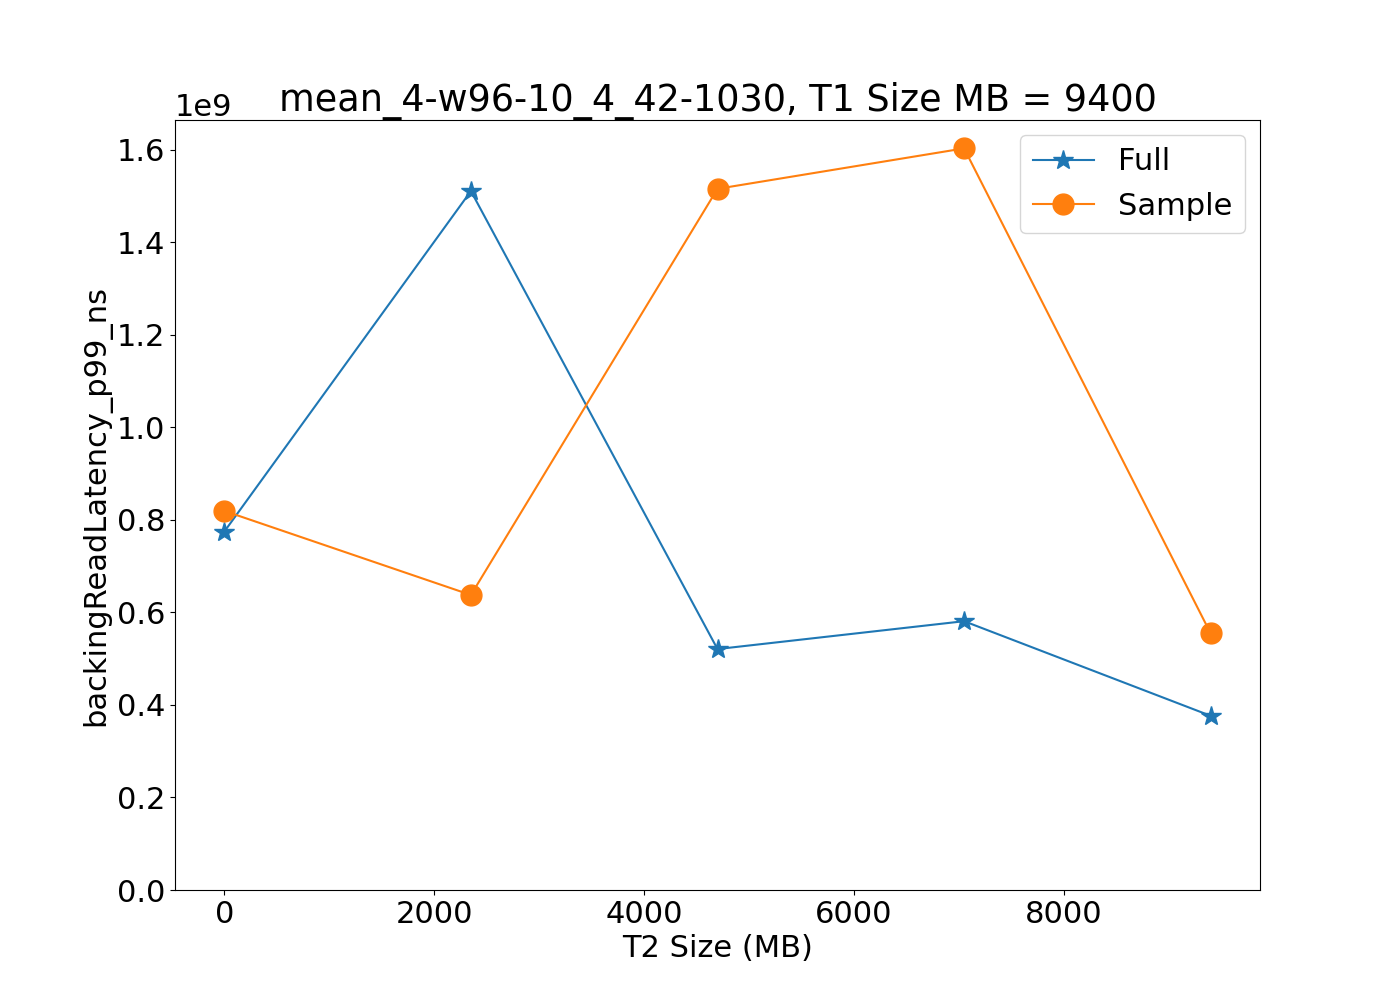 1e9
mean_4-w96-10_4_42-1030, T1 Size MB = 9400
Full
Sample
backingReadLatency_p99_ns
1.6
1.4
1.2
1.0
0.8
0.6
0.4
0.2
0.0
0 2000 4000 6000 8000
T2 Size (MB)